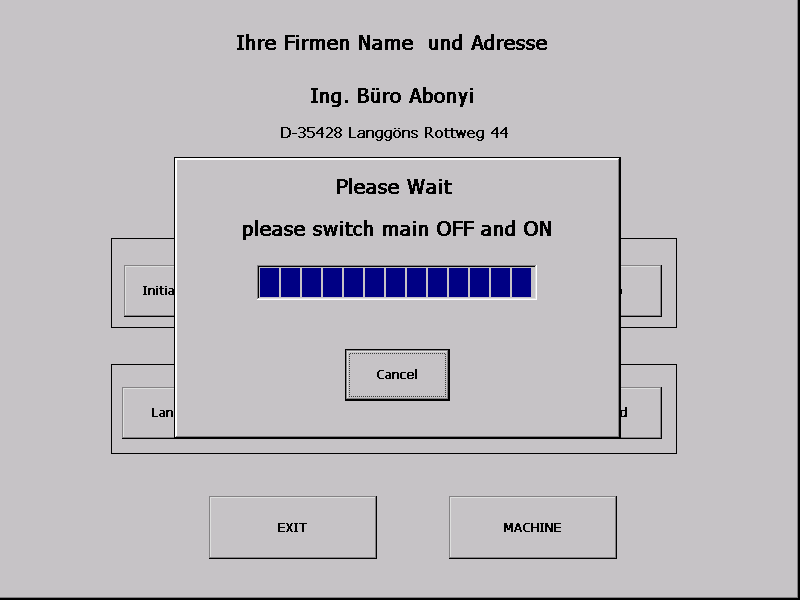 Ihre Firmen Name und Adresse
Ing. Büro Abonyi
D-35428 Langgöns Rottweg 44
Please Wait
please switch main OFF and ON
Initia
Cancel
Lan
d
EXIT
MACHINE